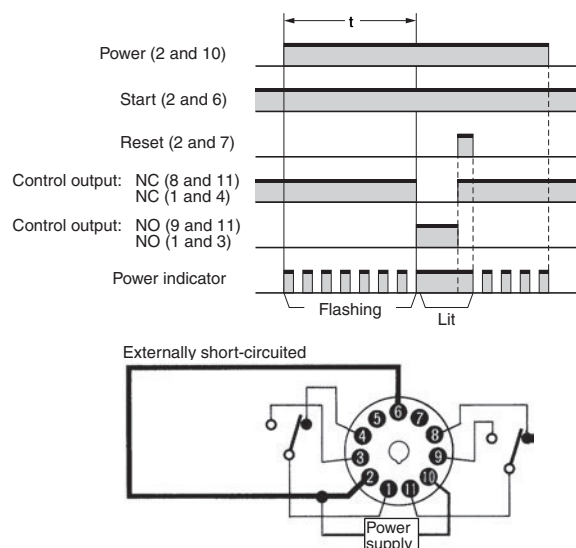 t
Power (2 and 10)
Start (2 and 6)
Reset (2 and 7)
Control output: NC (8 and 11)
NC (1 and 4)
Control output: NO (9 and 11)
NO (1 and 3)
Power indicator
Flashing
Lit
Externally short-circuited
6
5 7
4 8
3 9
2 10
1 11
Power
supply